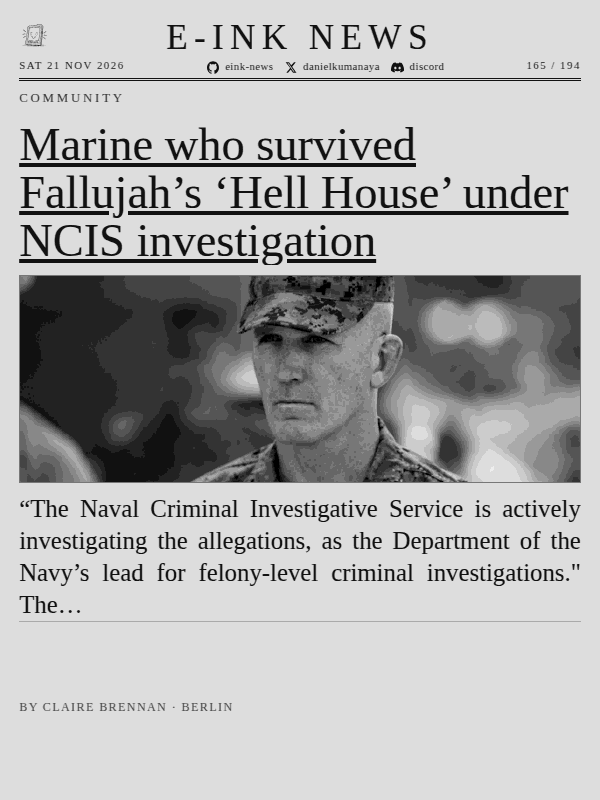 E-INK NEWS
SAT 21 NOV 2026
eink-news danielkumanaya discord
165 / 194
COMMUNITY
Marine who survived
Fallujah’s ‘Hell House’ under
NCIS investigation
“The Naval Criminal Investigative Service is actively
investigating the allegations, as the Department of the
Navy’s lead for felony-level criminal investigations."
The…
BY CLAIRE BRENNAN · BERLIN